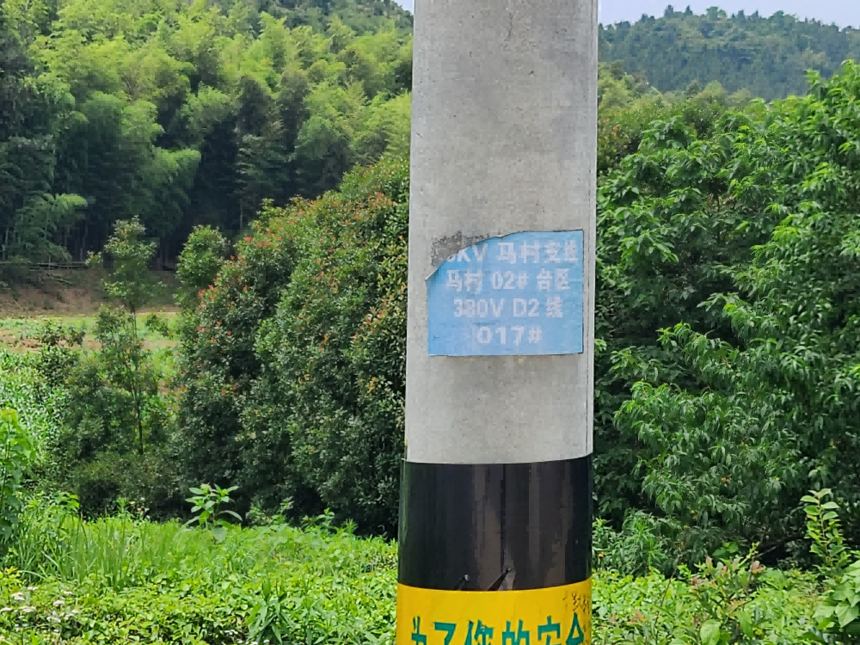 0KV 马村支线
马村 02# 台区
380V D2 线
017#
为了您的安全